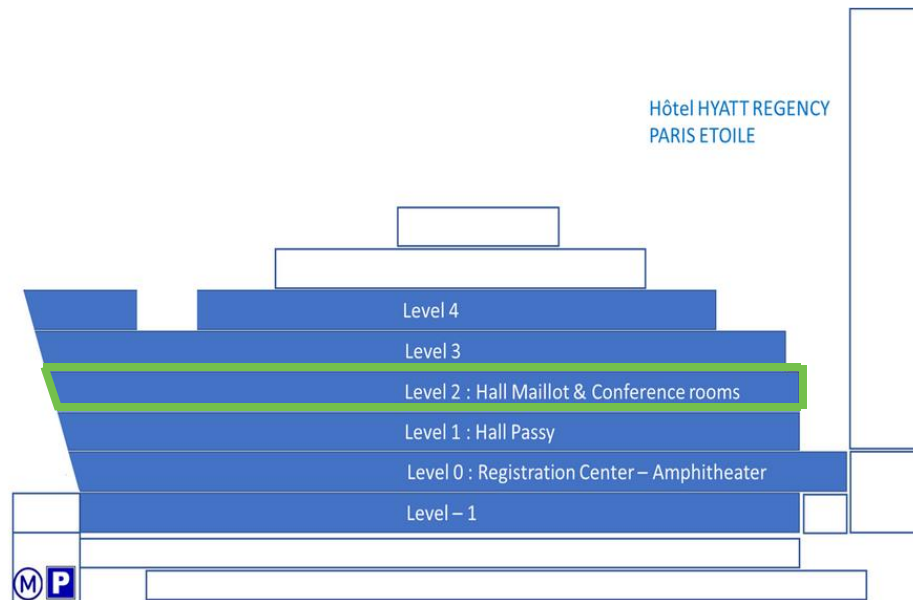 Hôtel HYATT REGENCY
PARIS ETOILE
Level 4
Level 3
Level 2 : Hall Maillot & Conference rooms
Level 1 : Hall Passy
Level 0 : Registration Center – Amphitheater
Level – 1
M P